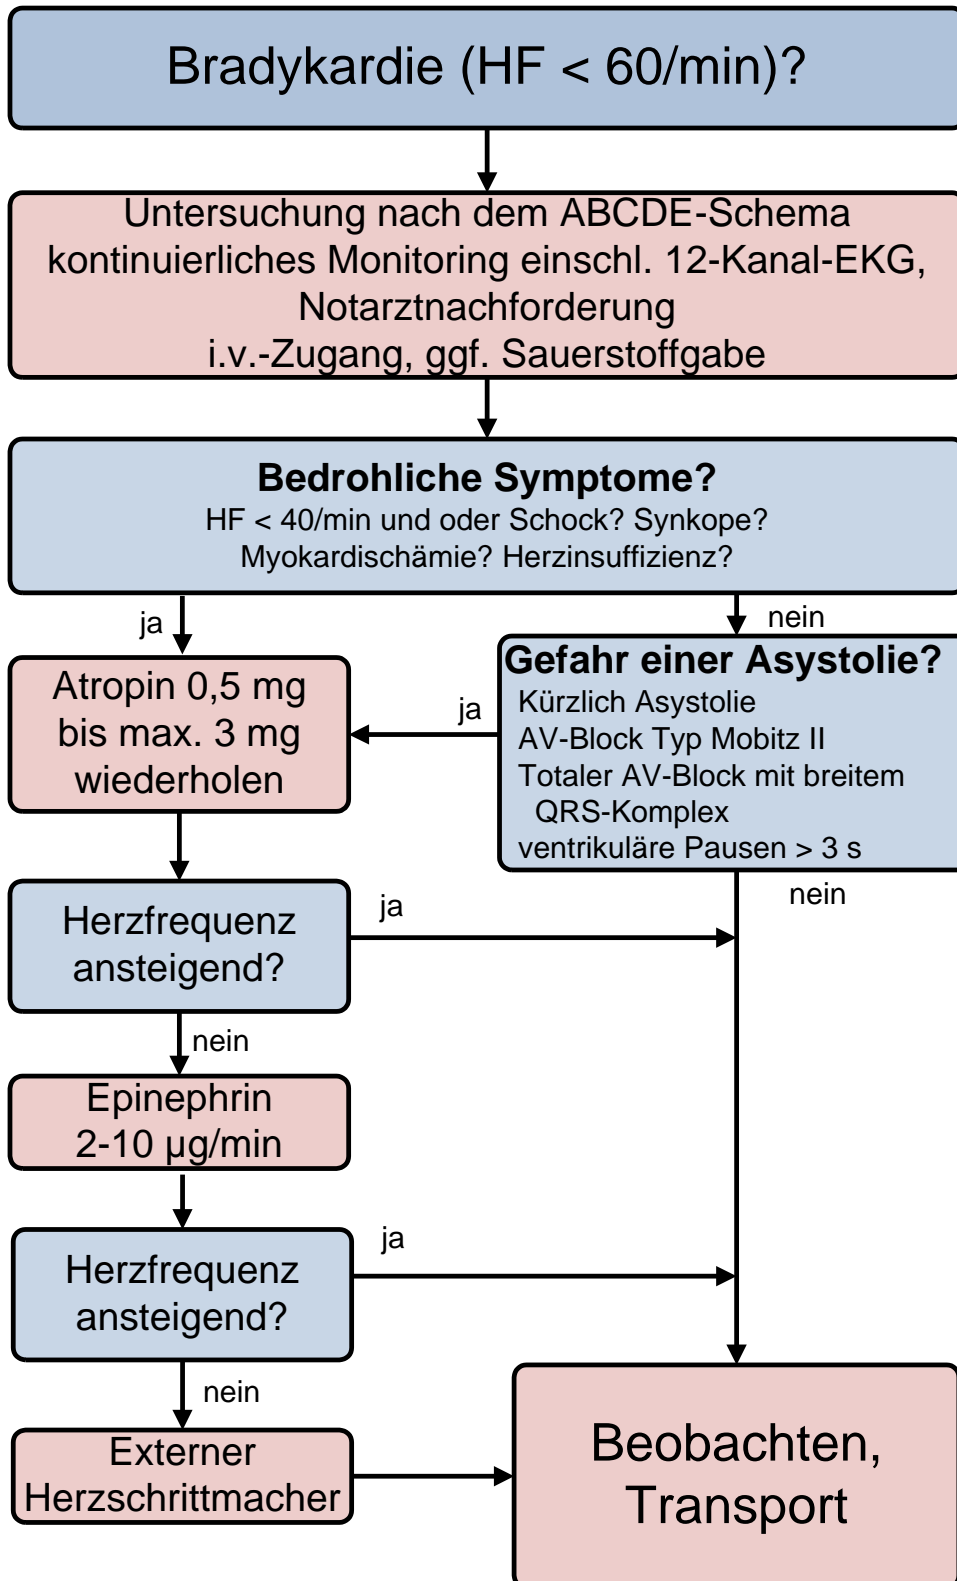 Bradykardie (HF < 60/min)?
Untersuchung nach dem ABCDE-Schema
kontinuierliches Monitoring einschl. 12-Kanal-EKG,
Notarztnachforderung
i.v.-Zugang, ggf. Sauerstoffgabe
Bedrohliche Symptome?
HF < 40/min und oder Schock? Synkope?
Myokardischämie? Herzinsuffizienz?
ja
nein
Atropin 0,5 mg
bis max. 3 mg
wiederholen
ja
Gefahr einer Asystolie?
Kürzlich Asystolie
AV-Block Typ Mobitz II
Totaler AV-Block mit breitem
QRS-Komplex
ventrikuläre Pausen > 3 s
nein
Herzfrequenz
ansteigend?
ja
nein
Epinephrin
2-10 µg/min
Herzfrequenz
ansteigend?
ja
nein
Externer
Herzschrittmacher
Beobachten,
Transport